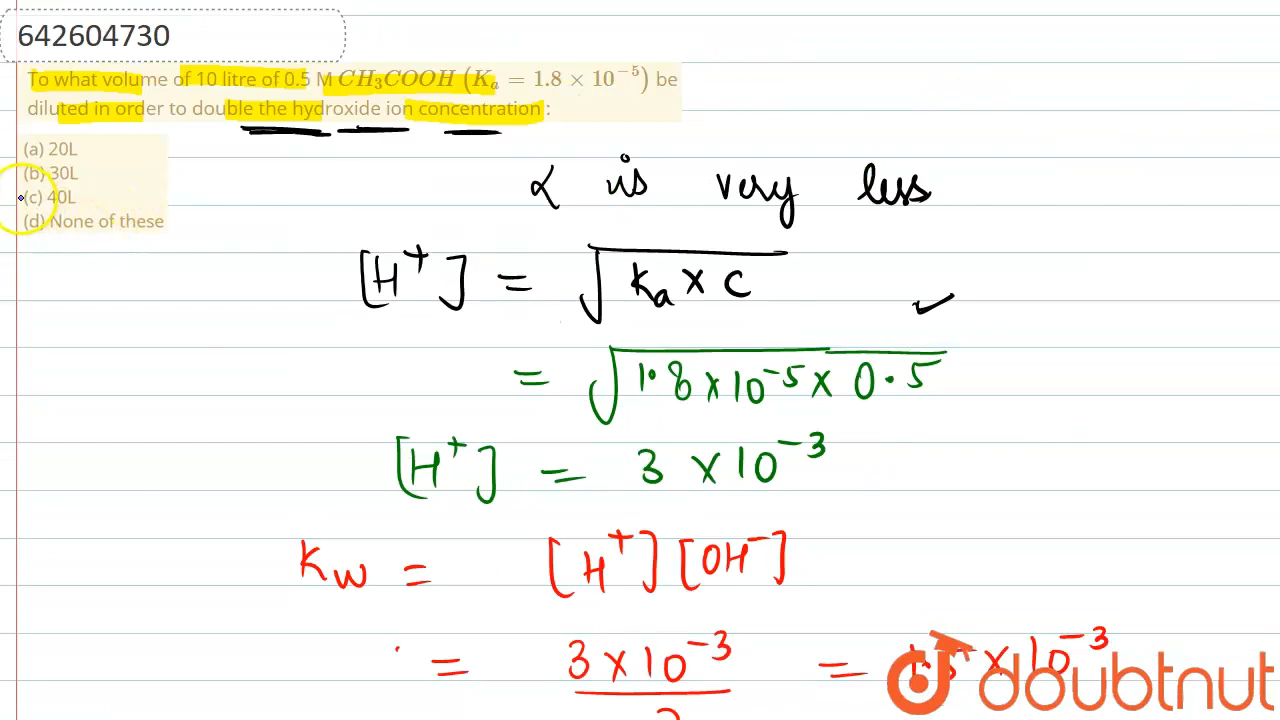 642604730
To what volume of 10 litre of 0.5 M CH₃COOH (Kₐ = 1.8 × 10⁻⁵) be
diluted in order to double the hydroxide ion concentration :
(a) 20L
(b) 30L
(c) 40L
(d) None of these
α is very less
[H⁺] = √(Kₐ × C)
= √(1.8 × 10⁻⁵ × 0.5)
[H⁺] = 3 × 10⁻³
Kw = [H⁺] [OH⁻]
= 3 × 10⁻³ = × 10⁻³
doubtnut